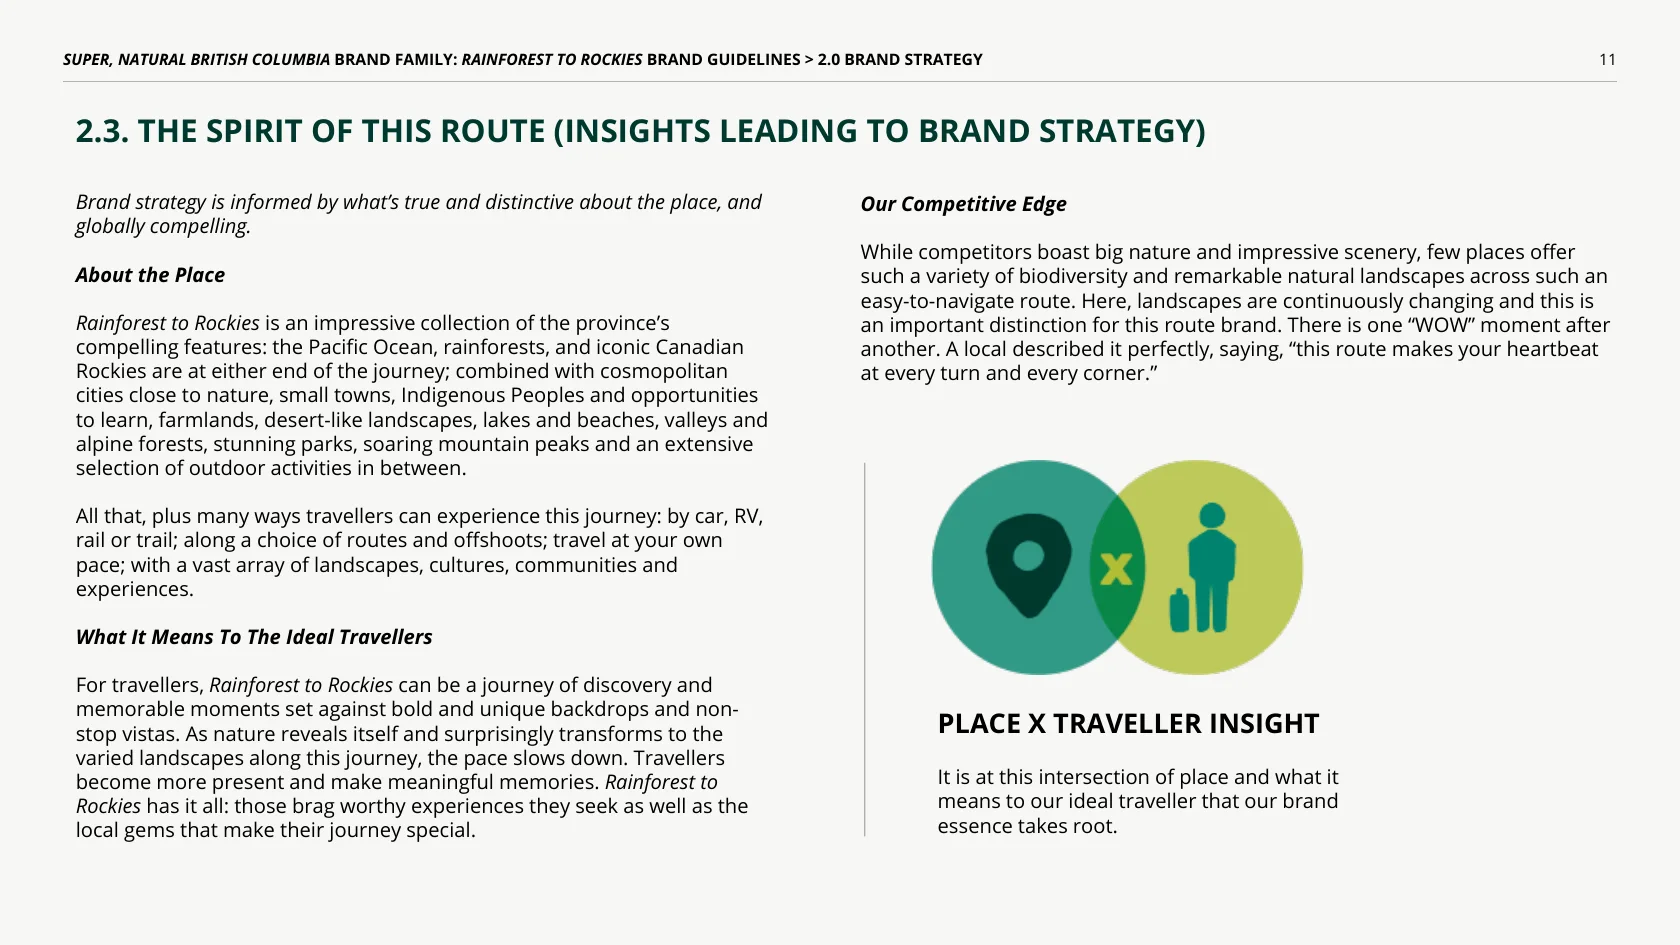 SUPER, NATURAL BRITISH COLUMBIA BRAND FAMILY: RAINFOREST TO ROCKIES BRAND GUIDELINES > 2.0 BRAND STRATEGY
11
2.3. THE SPIRIT OF THIS ROUTE (INSIGHTS LEADING TO BRAND STRATEGY)
Brand strategy is informed by what’s true and distinctive about the place, and
globally compelling.
About the Place
Rainforest to Rockies is an impressive collection of the province’s
compelling features: the Pacific Ocean, rainforests, and iconic Canadian
Rockies are at either end of the journey; combined with cosmopolitan
cities close to nature, small towns, Indigenous Peoples and opportunities
to learn, farmlands, desert-like landscapes, lakes and beaches, valleys and
alpine forests, stunning parks, soaring mountain peaks and an extensive
selection of outdoor activities in between.
All that, plus many ways travellers can experience this journey: by car, RV,
rail or trail; along a choice of routes and offshoots; travel at your own
pace; with a vast array of landscapes, cultures, communities and
experiences.
What It Means To The Ideal Travellers
For travellers, Rainforest to Rockies can be a journey of discovery and
memorable moments set against bold and unique backdrops and non-
stop vistas. As nature reveals itself and surprisingly transforms to the
varied landscapes along this journey, the pace slows down. Travellers
become more present and make meaningful memories. Rainforest to
Rockies has it all: those brag worthy experiences they seek as well as the
local gems that make their journey special.
Our Competitive Edge
While competitors boast big nature and impressive scenery, few places offer
such a variety of biodiversity and remarkable natural landscapes across such an
easy-to-navigate route. Here, landscapes are continuously changing and this is
an important distinction for this route brand. There is one “WOW” moment after
another. A local described it perfectly, saying, “this route makes your heartbeat
at every turn and every corner.”
X
PLACE X TRAVELLER INSIGHT
It is at this intersection of place and what it
means to our ideal traveller that our brand
essence takes root.